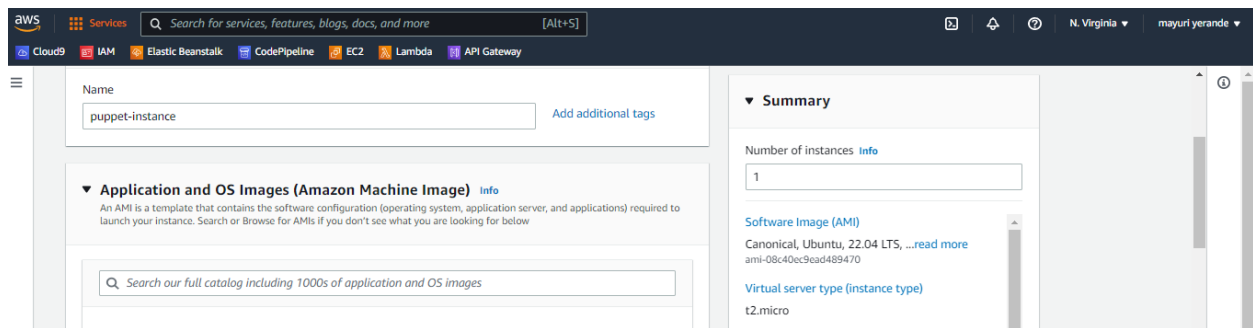 aws Services Search for services, features, blogs, docs, and more [Alt+S] N. Virginia ▼ mayuri yerande ▼
Cloud9 IAM Elastic Beanstalk CodePipeline EC2 Lambda API Gateway
Name
puppet-instance
Add additional tags
▼ Application and OS Images (Amazon Machine Image) Info
An AMI is a template that contains the software configuration (operating system, application server, and applications) required to
launch your instance. Search or Browse for AMIs if you don't see what you are looking for below
Search our full catalog including 1000s of application and OS images
▼ Summary
Number of instances Info
1
Software Image (AMI)
Canonical, Ubuntu, 22.04 LTS, ...read more
ami-08c40ec9ead489470
Virtual server type (instance type)
t2.micro